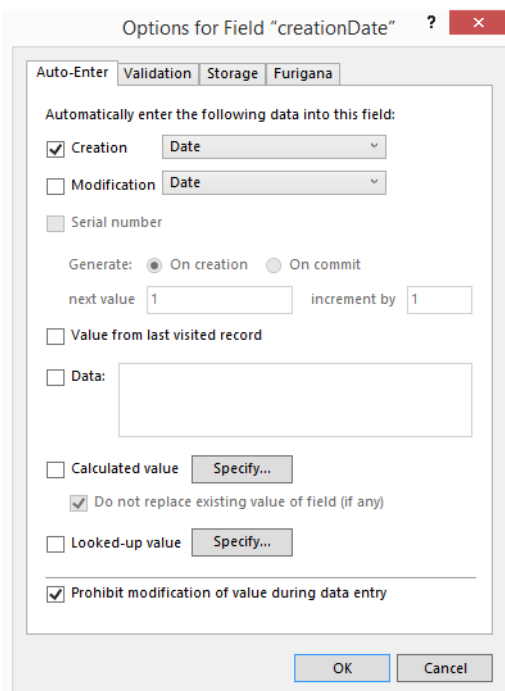 Options for Field “creationDate” ? ×
Auto-Enter Validation Storage Furigana
Automatically enter the following data into this field:
Creation Date
Modification Date
Serial number
Generate: On creation On commit
next value 1 increment by 1
Value from last visited record
Data:
Calculated value Specify...
Do not replace existing value of field (if any)
Looked-up value Specify...
Prohibit modification of value during data entry
OK Cancel